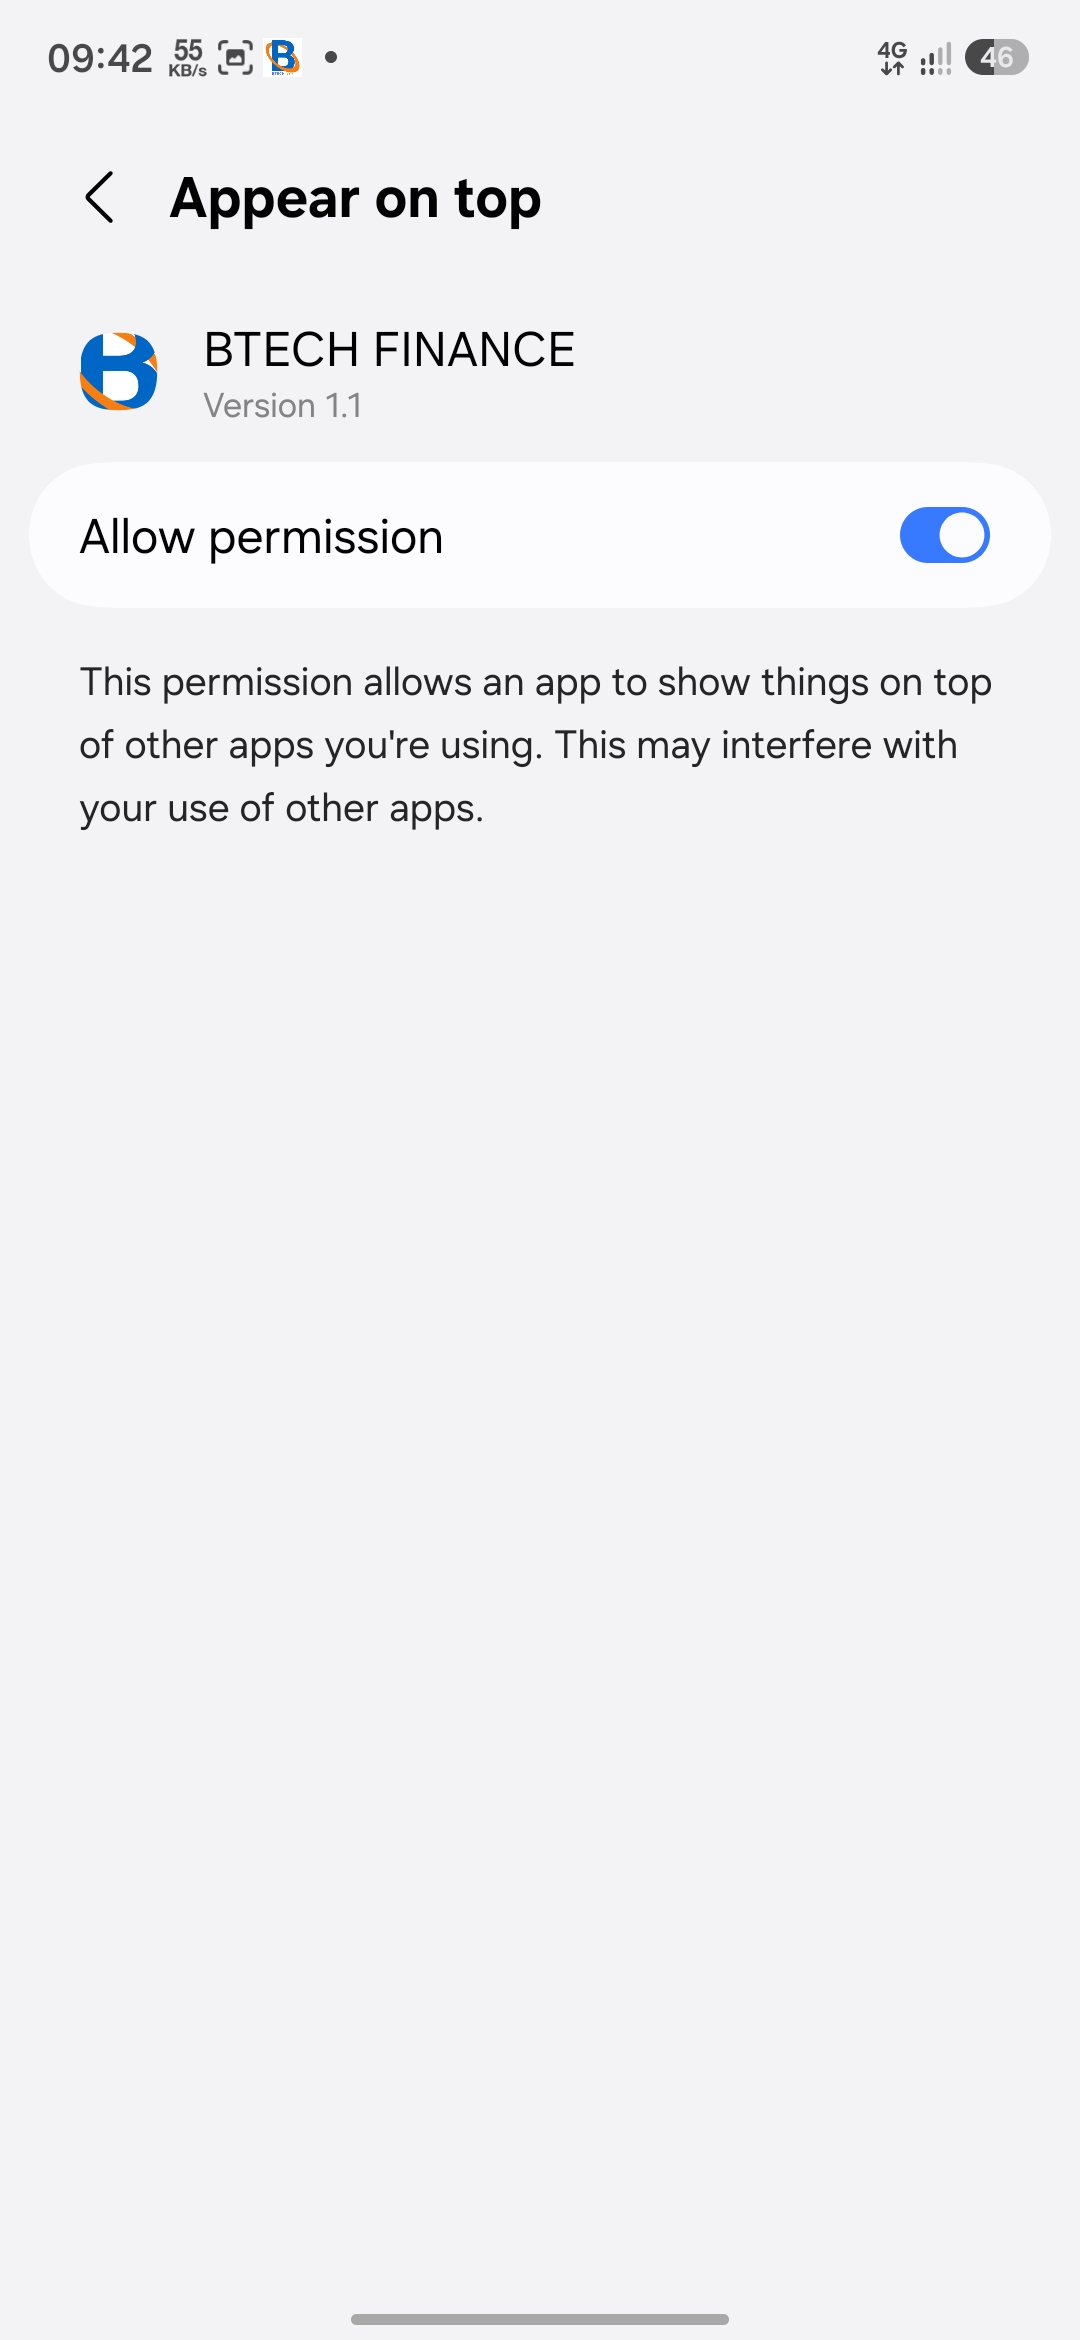 09:42 55 KB/s 4G 46
Appear on top
BTECH FINANCE
Version 1.1
Allow permission
This permission allows an app to show things on top
of other apps you're using. This may interfere with
your use of other apps.